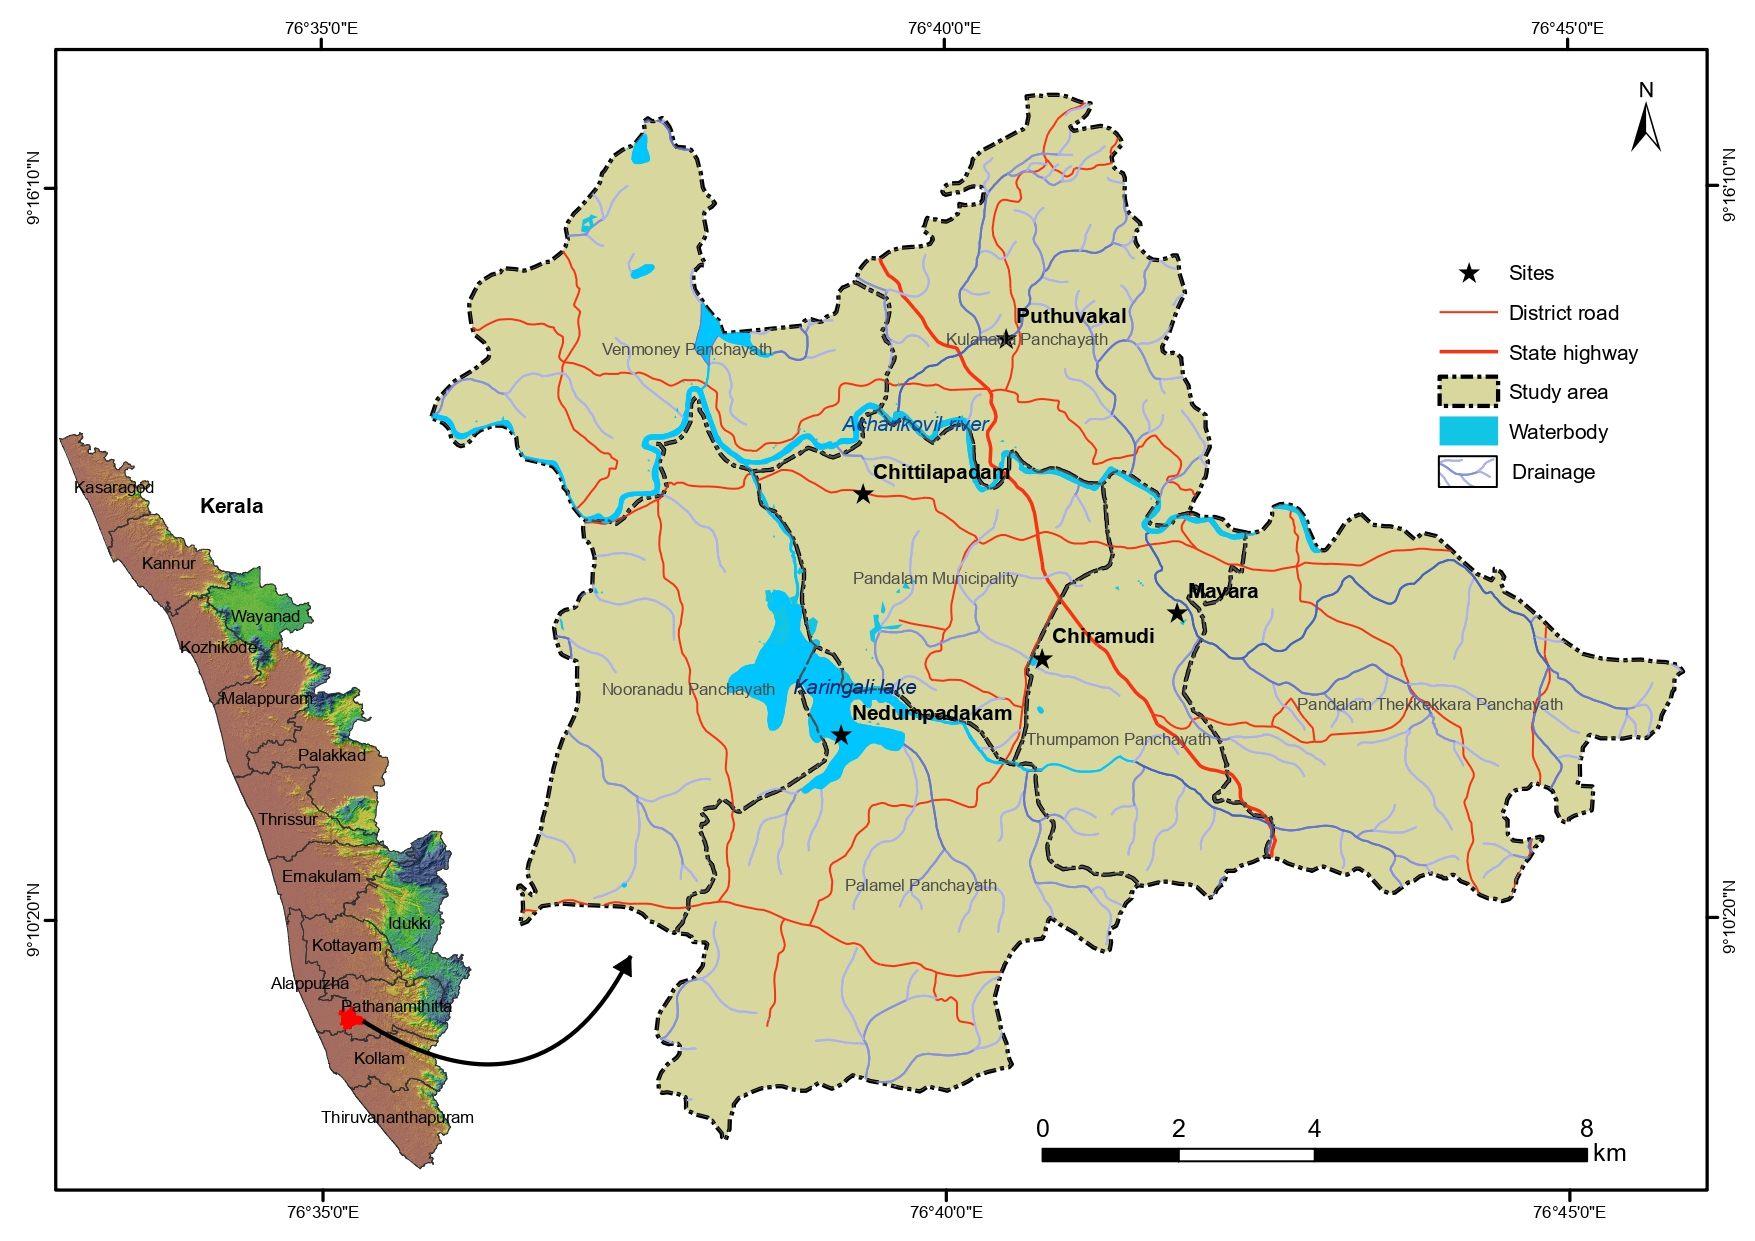 76°35'0"E
76°40'0"E
76°45'0"E
9°16'10"N
9°16'10"N
N
Sites
District road
State highway
Study area
Waterbody
Drainage
Puthuvakal
Kulanada Panchayath
Venmoney Panchayath
Achankovil river
Chittilapadam
Kasaragod
Kerala
Kannur
Pandalam Municipality
Mavara
Wayanad
Chiramudi
Kozhikode
Nooranadu Panchayath
Karingali lake
Malappuram
Pandalam Thekkekkara Panchayath
Nedumpadakam
Thumpamon Panchayath
Palakkad
Thrissur
Ernakulam
Palamel Panchayath
9°10'20"N
9°10'20"N
Idukki
Kottayam
Alappuzha
Pathanamthitta
Kollam
Thiruvananthapuram
0 2 4 8
km
76°35'0"E
76°40'0"E
76°45'0"E